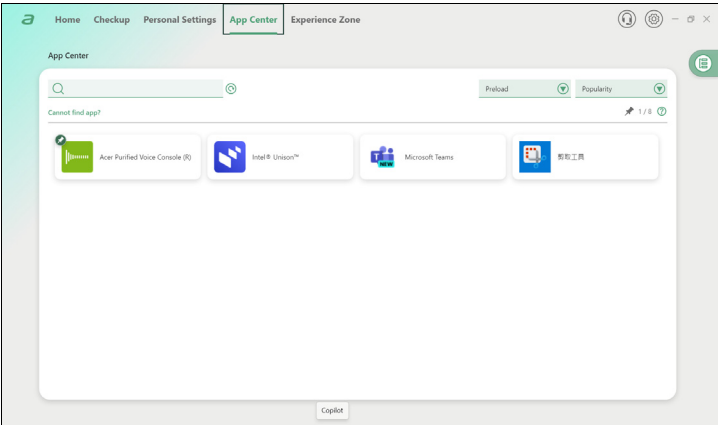 Home Checkup Personal Settings App Center Experience Zone
App Center
Preload Popularity
Cannot find app? 1 / 8
Acer Purified Voice Console (R) Intel® Unison™ Microsoft Teams 剪取工具
NEW
Copilot